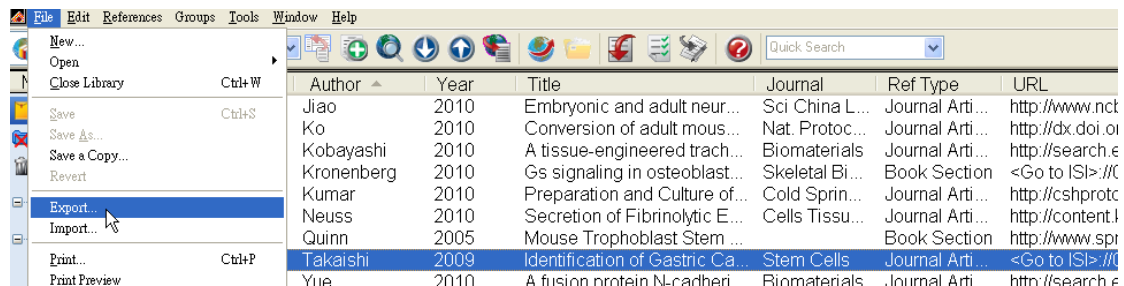 File Edit References Groups Tools Window Help
New...
Open
Close Library Ctrl+W
Save Ctrl+S
Save As...
Save a Copy...
Revert
Export...
Import...
Print... Ctrl+P
Print Preview
Quick Search
Author Year Title Journal Ref Type URL
Jiao 2010 Embryonic and adult neur... Sci China L... Journal Arti... http://www.ncb
Ko 2010 Conversion of adult mous... Nat. Protoc... Journal Arti... http://dx.doi.or
Kobayashi 2010 A tissue-engineered trach... Biomaterials Journal Arti... http://search.e
Kronenberg 2010 Gs signaling in osteoblast... Skeletal Bi... Book Section <Go to ISI>://0
Kumar 2010 Preparation and Culture of... Cold Sprin... Journal Arti... http://cshproto
Neuss 2010 Secretion of Fibrinolytic E... Cells Tissu... Journal Arti... http://content.k
Quinn 2005 Mouse Trophoblast Stem ... Book Section http://www.spr
Takaishi 2009 Identification of Gastric Ca... Stem Cells Journal Arti... <Go to ISI>://0
Yue 2010 A fusion protein N-cadheri... Biomaterials Journal Arti... http://search.e